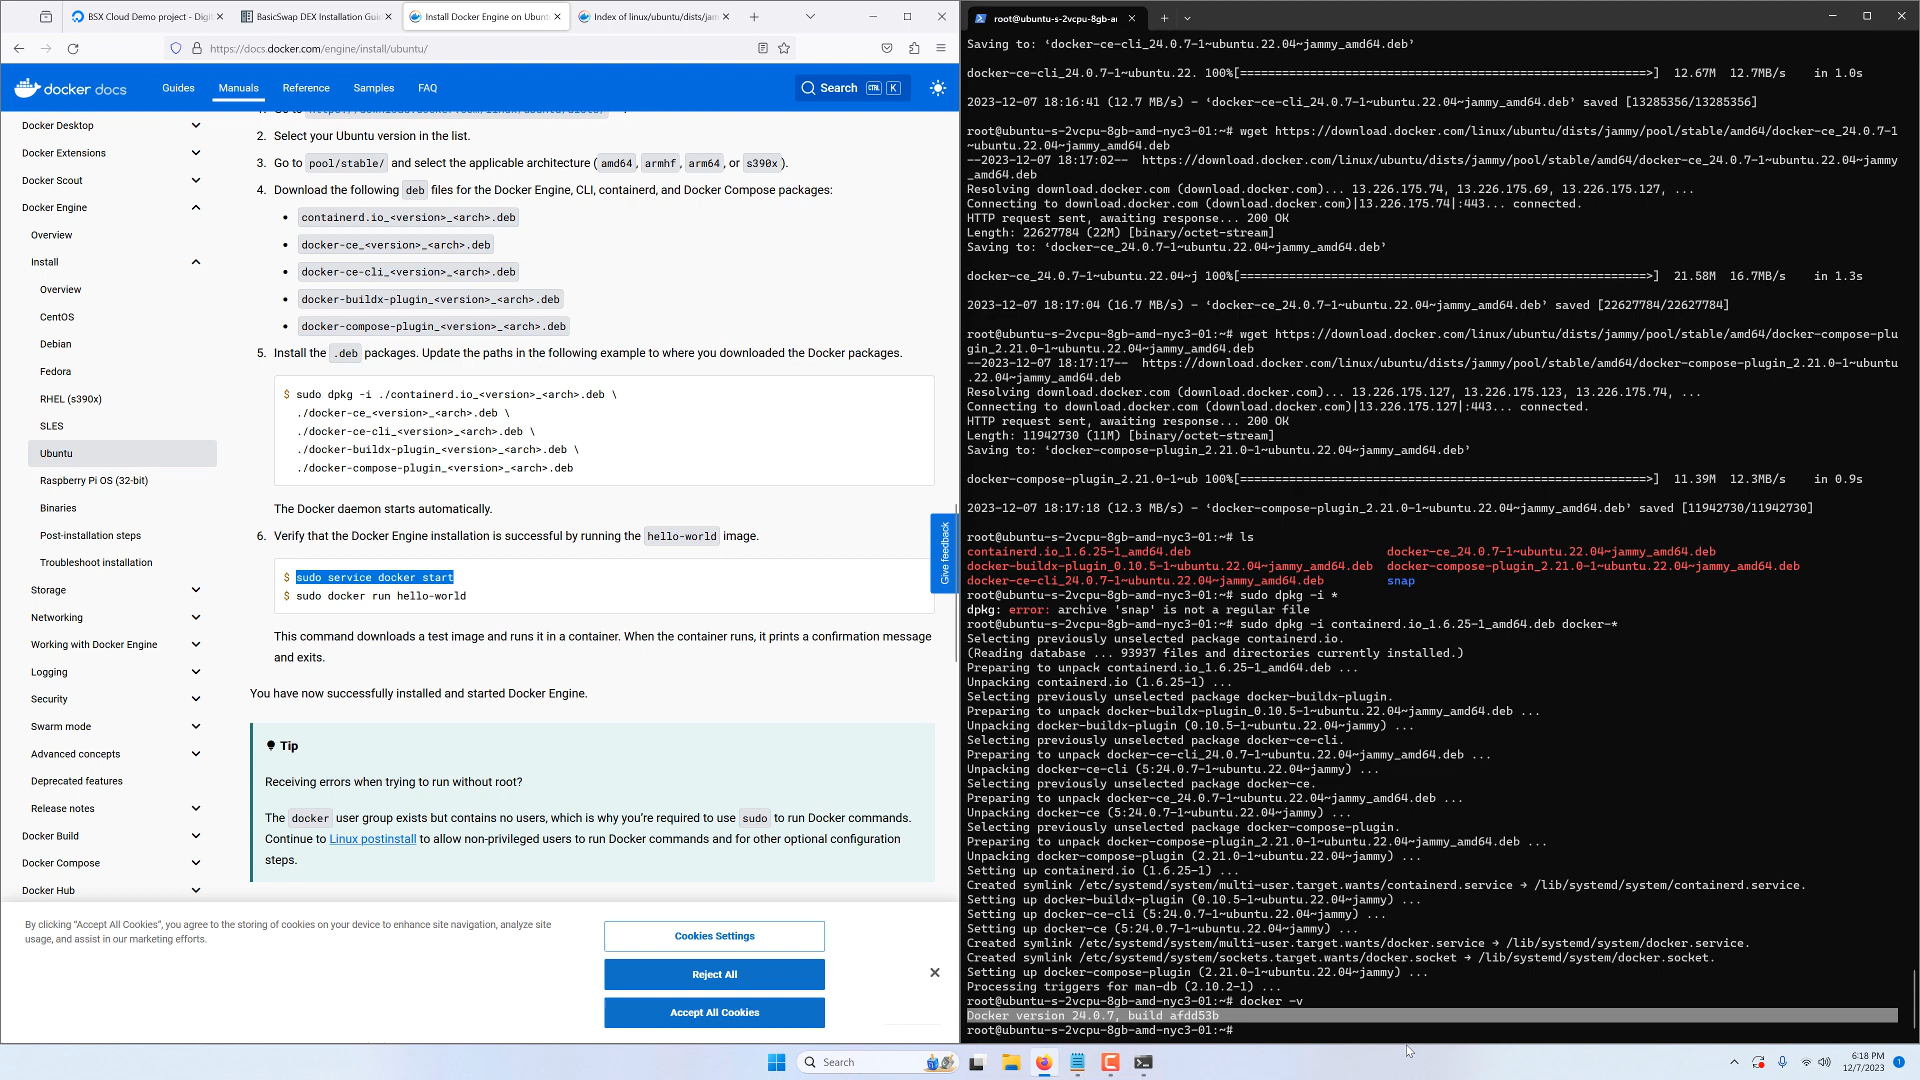 BSX Cloud Demo project - Digit
BasicSwap DEX Installation Guid
Install Docker Engine on Ubuntu
Index of linux/ubuntu/dists/jam
https://docs.docker.com/engine/install/ubuntu/
docker docs
Guides
Manuals
Reference
Samples
FAQ
Search CTRL K
Docker Desktop
Docker Extensions
Docker Scout
Docker Engine
Overview
Install
Overview
CentOS
Debian
Fedora
RHEL (s390x)
SLES
Ubuntu
Raspberry Pi OS (32-bit)
Binaries
Post-installation steps
Troubleshoot installation
Storage
Networking
Working with Docker Engine
Logging
Security
Swarm mode
Advanced concepts
Deprecated features
Release notes
Docker Build
Docker Compose
Docker Hub
1. Go to https://download.docker.com/linux/ubuntu/dists/.
2. Select your Ubuntu version in the list.
3. Go to pool/stable/ and select the applicable architecture (amd64, armhf, arm64, or s390x).
4. Download the following deb files for the Docker Engine, CLI, containerd, and Docker Compose packages:
• containerd.io_<version>_<arch>.deb
• docker-ce_<version>_<arch>.deb
• docker-ce-cli_<version>_<arch>.deb
• docker-buildx-plugin_<version>_<arch>.deb
• docker-compose-plugin_<version>_<arch>.deb
5. Install the .deb packages. Update the paths in the following example to where you downloaded the Docker packages.
$ sudo dpkg -i ./containerd.io_<version>_<arch>.deb \
./docker-ce_<version>_<arch>.deb \
./docker-ce-cli_<version>_<arch>.deb \
./docker-buildx-plugin_<version>_<arch>.deb \
./docker-compose-plugin_<version>_<arch>.deb
The Docker daemon starts automatically.
6. Verify that the Docker Engine installation is successful by running the hello-world image.
$ sudo service docker start
$ sudo docker run hello-world
This command downloads a test image and runs it in a container. When the container runs, it prints a confirmation message
and exits.
You have now successfully installed and started Docker Engine.
Tip
Receiving errors when trying to run without root?
The docker user group exists but contains no users, which is why you're required to use sudo to run Docker commands.
Continue to Linux postinstall to allow non-privileged users to run Docker commands and for other optional configuration
steps.
Give feedback
By clicking "Accept All Cookies", you agree to the storing of cookies on your device to enhance site navigation, analyze site
usage, and assist in our marketing efforts.
Cookies Settings
Reject All
Accept All Cookies
root@ubuntu-s-2vcpu-8gb-ar
Saving to: ‘docker-ce-cli_24.0.7-1~ubuntu.22.04~jammy_amd64.deb’
docker-ce-cli_24.0.7-1~ubuntu.22. 100%[==========================================================>] 12.67M 12.7MB/s in 1.0s
2023-12-07 18:16:41 (12.7 MB/s) - ‘docker-ce-cli_24.0.7-1~ubuntu.22.04~jammy_amd64.deb’ saved [13285356/13285356]
root@ubuntu-s-2vcpu-8gb-amd-nyc3-01:~# wget https://download.docker.com/linux/ubuntu/dists/jammy/pool/stable/amd64/docker-ce_24.0.7-1
~ubuntu.22.04~jammy_amd64.deb
--2023-12-07 18:17:02-- https://download.docker.com/linux/ubuntu/dists/jammy/pool/stable/amd64/docker-ce_24.0.7-1~ubuntu.22.04~jammy
_amd64.deb
Resolving download.docker.com (download.docker.com)... 13.226.175.74, 13.226.175.69, 13.226.175.127, ...
Connecting to download.docker.com (download.docker.com)|13.226.175.74|:443... connected.
HTTP request sent, awaiting response... 200 OK
Length: 22627784 (22M) [binary/octet-stream]
Saving to: ‘docker-ce_24.0.7-1~ubuntu.22.04~jammy_amd64.deb’
docker-ce_24.0.7-1~ubuntu.22.04~j 100%[==========================================================>] 21.58M 16.7MB/s in 1.3s
2023-12-07 18:17:04 (16.7 MB/s) - ‘docker-ce_24.0.7-1~ubuntu.22.04~jammy_amd64.deb’ saved [22627784/22627784]
root@ubuntu-s-2vcpu-8gb-amd-nyc3-01:~# wget https://download.docker.com/linux/ubuntu/dists/jammy/pool/stable/amd64/docker-compose-plu
gin_2.21.0-1~ubuntu.22.04~jammy_amd64.deb
--2023-12-07 18:17:17-- https://download.docker.com/linux/ubuntu/dists/jammy/pool/stable/amd64/docker-compose-plugin_2.21.0-1~ubuntu
.22.04~jammy_amd64.deb
Resolving download.docker.com (download.docker.com)... 13.226.175.127, 13.226.175.123, 13.226.175.74, ...
Connecting to download.docker.com (download.docker.com)|13.226.175.127|:443... connected.
HTTP request sent, awaiting response... 200 OK
Length: 11942730 (11M) [binary/octet-stream]
Saving to: ‘docker-compose-plugin_2.21.0-1~ubuntu.22.04~jammy_amd64.deb’
docker-compose-plugin_2.21.0-1~ub 100%[==========================================================>] 11.39M 12.3MB/s in 0.9s
2023-12-07 18:17:18 (12.3 MB/s) - ‘docker-compose-plugin_2.21.0-1~ubuntu.22.04~jammy_amd64.deb’ saved [11942730/11942730]
root@ubuntu-s-2vcpu-8gb-amd-nyc3-01:~# ls
containerd.io_1.6.25-1_amd64.deb docker-ce_24.0.7-1~ubuntu.22.04~jammy_amd64.deb
docker-buildx-plugin_0.10.5-1~ubuntu.22.04~jammy_amd64.deb docker-compose-plugin_2.21.0-1~ubuntu.22.04~jammy_amd64.deb
docker-ce-cli_24.0.7-1~ubuntu.22.04~jammy_amd64.deb snap
root@ubuntu-s-2vcpu-8gb-amd-nyc3-01:~# sudo dpkg -i *
dpkg: error: archive 'snap' is not a regular file
root@ubuntu-s-2vcpu-8gb-amd-nyc3-01:~# sudo dpkg -i containerd.io_1.6.25-1_amd64.deb docker-*
Selecting previously unselected package containerd.io.
(Reading database ... 93937 files and directories currently installed.)
Preparing to unpack containerd.io_1.6.25-1_amd64.deb ...
Unpacking containerd.io (1.6.25-1) ...
Selecting previously unselected package docker-buildx-plugin.
Preparing to unpack docker-buildx-plugin_0.10.5-1~ubuntu.22.04~jammy_amd64.deb ...
Unpacking docker-buildx-plugin (0.10.5-1~ubuntu.22.04~jammy) ...
Selecting previously unselected package docker-ce-cli.
Preparing to unpack docker-ce-cli_24.0.7-1~ubuntu.22.04~jammy_amd64.deb ...
Unpacking docker-ce-cli (5:24.0.7-1~ubuntu.22.04~jammy) ...
Selecting previously unselected package docker-ce.
Preparing to unpack docker-ce_24.0.7-1~ubuntu.22.04~jammy_amd64.deb ...
Unpacking docker-ce (5:24.0.7-1~ubuntu.22.04~jammy) ...
Selecting previously unselected package docker-compose-plugin.
Preparing to unpack docker-compose-plugin_2.21.0-1~ubuntu.22.04~jammy_amd64.deb ...
Unpacking docker-compose-plugin (2.21.0-1~ubuntu.22.04~jammy) ...
Setting up containerd.io (1.6.25-1) ...
Created symlink /etc/systemd/system/multi-user.target.wants/containerd.service → /lib/systemd/system/containerd.service.
Setting up docker-buildx-plugin (0.10.5-1~ubuntu.22.04~jammy) ...
Setting up docker-ce-cli (5:24.0.7-1~ubuntu.22.04~jammy) ...
Setting up docker-ce (5:24.0.7-1~ubuntu.22.04~jammy) ...
Created symlink /etc/systemd/system/multi-user.target.wants/docker.service → /lib/systemd/system/docker.service.
Created symlink /etc/systemd/system/sockets.target.wants/docker.socket → /lib/systemd/system/docker.socket.
Setting up docker-compose-plugin (2.21.0-1~ubuntu.22.04~jammy) ...
Processing triggers for man-db (2.10.2-1) ...
root@ubuntu-s-2vcpu-8gb-amd-nyc3-01:~# docker -v
Docker version 24.0.7, build afdd53b
root@ubuntu-s-2vcpu-8gb-amd-nyc3-01:~#
Search
6:18 PM
12/7/2023
1